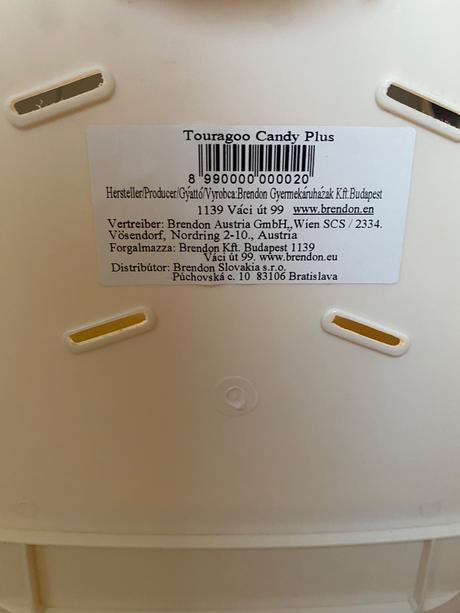 Touragoo Candy Plus
8 990000 000020
Hersteller/Producer/Gyártó/Vyrobca:Brendon Gyermekáruházak Kft.Budapest
1139 Váci út 99 www.brendon.en
Vertreiber: Brendon Austria GmbH,,Wien SCS / 2334.
Vösendorf, Nordring 2-10., Austria
Forgalmazza: Brendon Kft. Budapest 1139
Váci út 99. www.brendon.eu
Distribútor: Brendon Slovakia s.r.o.
Púchovská c. 10 83106 Bratislava